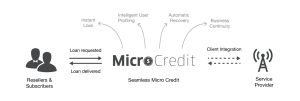 Instant
Loan
Intelligent User
Profiling
Automatic
Recovery
Business
Continuity
Loan requested
MicroCredit
Client Integration
Loan delivered
Resellers &
Subscribers
Seamless Micro Credit
Service
Provider